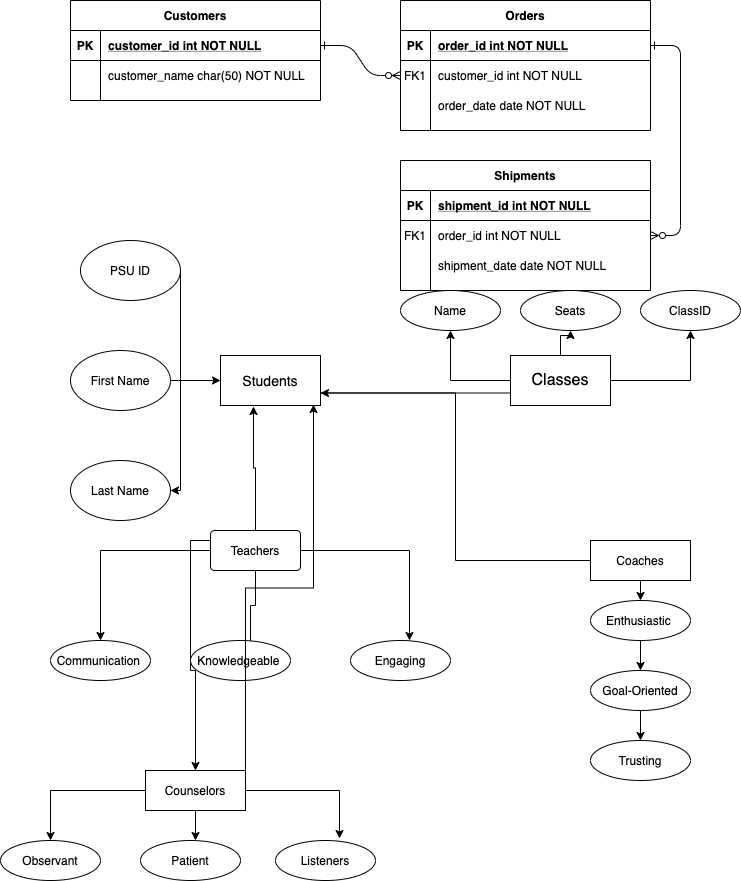 Customers
PK customer_id int NOT NULL
customer_name char(50) NOT NULL
Orders
PK order_id int NOT NULL
FK1 customer_id int NOT NULL
order_date date NOT NULL
Shipments
PK shipment_id int NOT NULL
FK1 order_id int NOT NULL
shipment_date date NOT NULL
PSU ID
Name
Seats
ClassID
First Name
Students
Classes
Last Name
Teachers
Coaches
Enthusiastic
Communication
Knowledgeable
Engaging
Goal-Oriented
Trusting
Counselors
Observant
Patient
Listeners